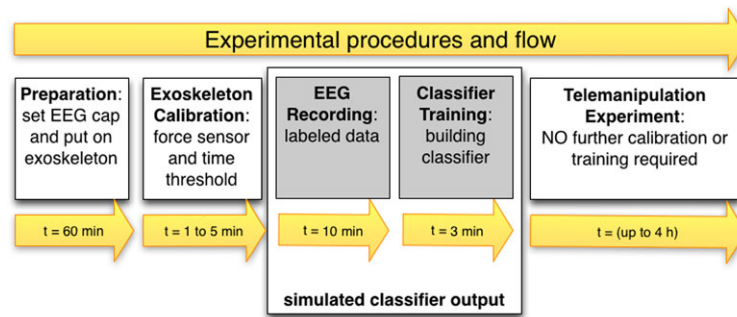 Experimental procedures and flow
Preparation:
set EEG cap
and put on
exoskeleton
Exoskeleton
Calibration:
force sensor
and time
threshold
EEG
Recording:
labeled data
Classifier
Training:
building
classifier
Telemanipulation
Experiment:
NO further calibration or
training required
t = 60 min
t = 1 to 5 min
t = 10 min
t = 3 min
t = (up to 4 h)
simulated classifier output